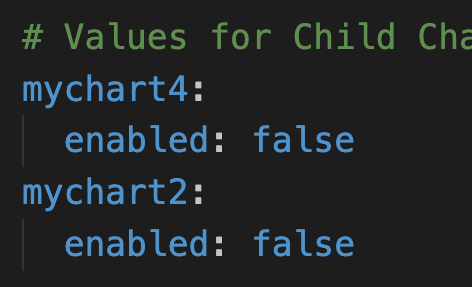 # Values for Child Cha
mychart4:
  enabled: false
mychart2:
  enabled: false